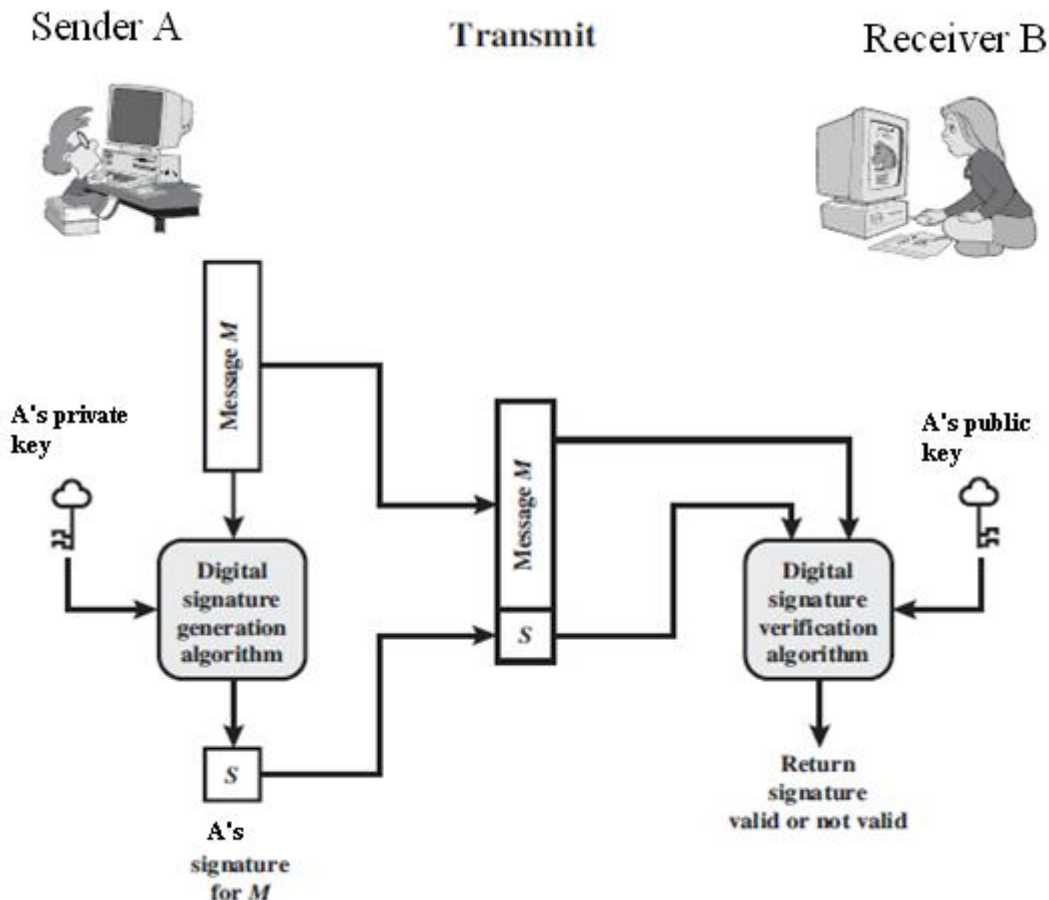 Sender A
Transmit
Receiver B
Message M
A's private
key
Digital
signature
generation
algorithm
S
A's
signature
for M
Message M
S
A's public
key
Digital
signature
verification
algorithm
Return
signature
valid or not valid